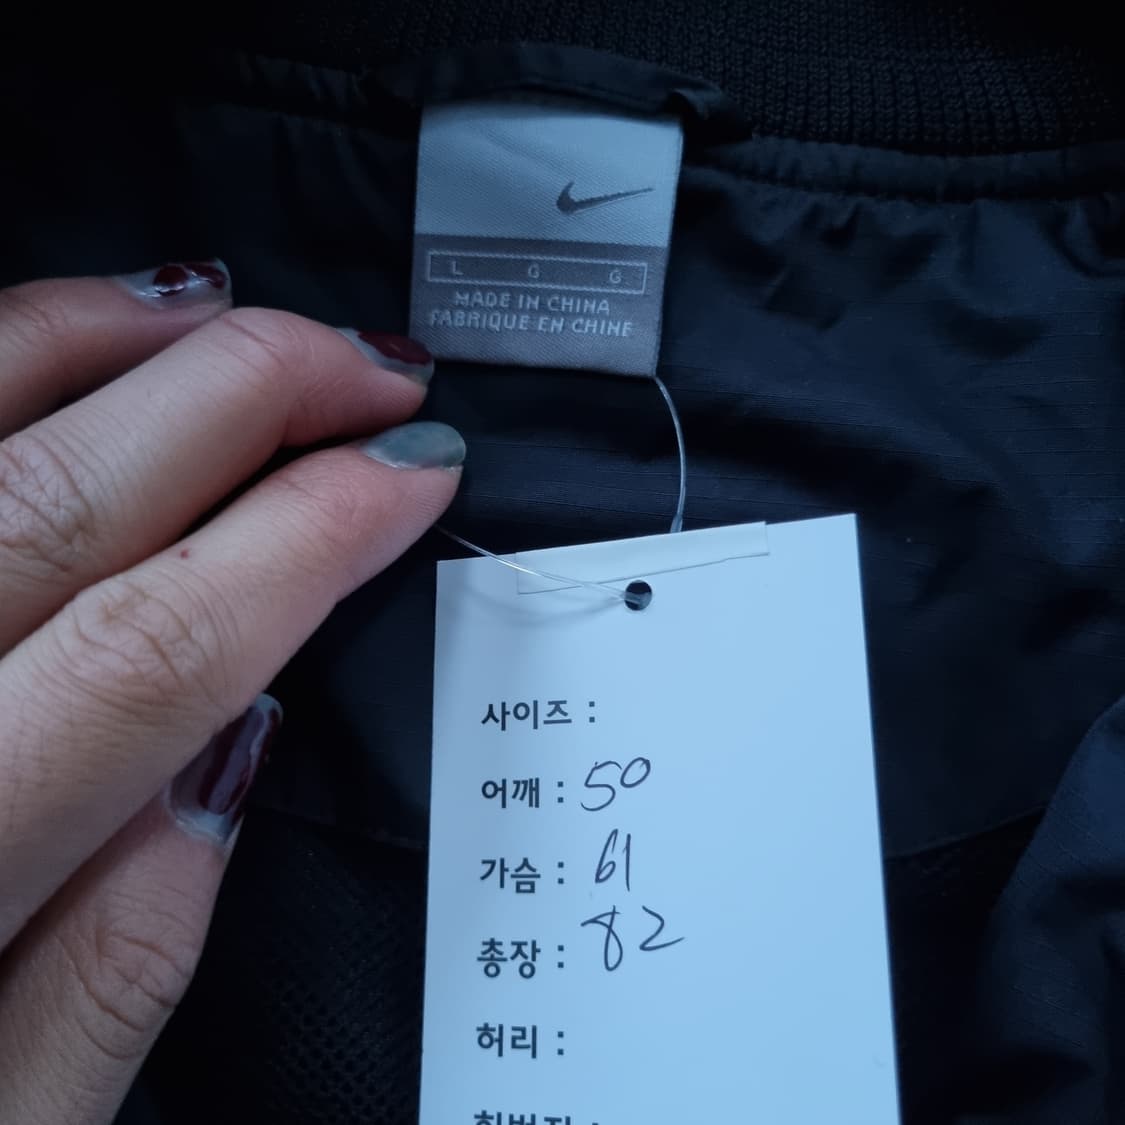 L G G
MADE IN CHINA
FABRIQUE EN CHINE
사이즈 :
어깨 : 50
가슴 : 61
총장 : 82
허리 :